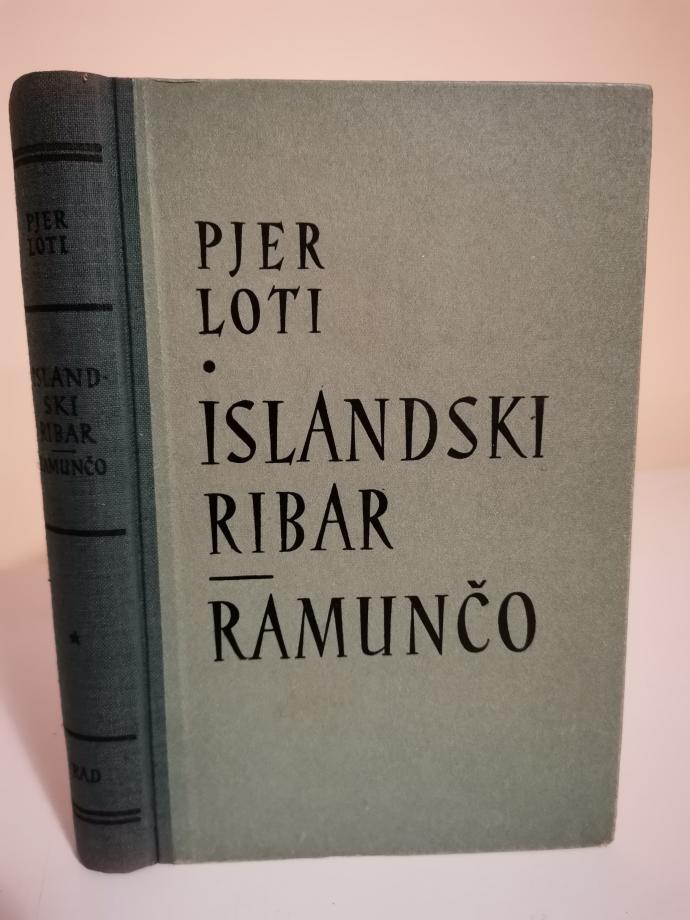 PJER
LOTI
ISLAND-
SKI
RIBAR
RAMUNČO
RAD
PJER
LOTI
•
ISLANDSKI
RIBAR
RAMUNČO